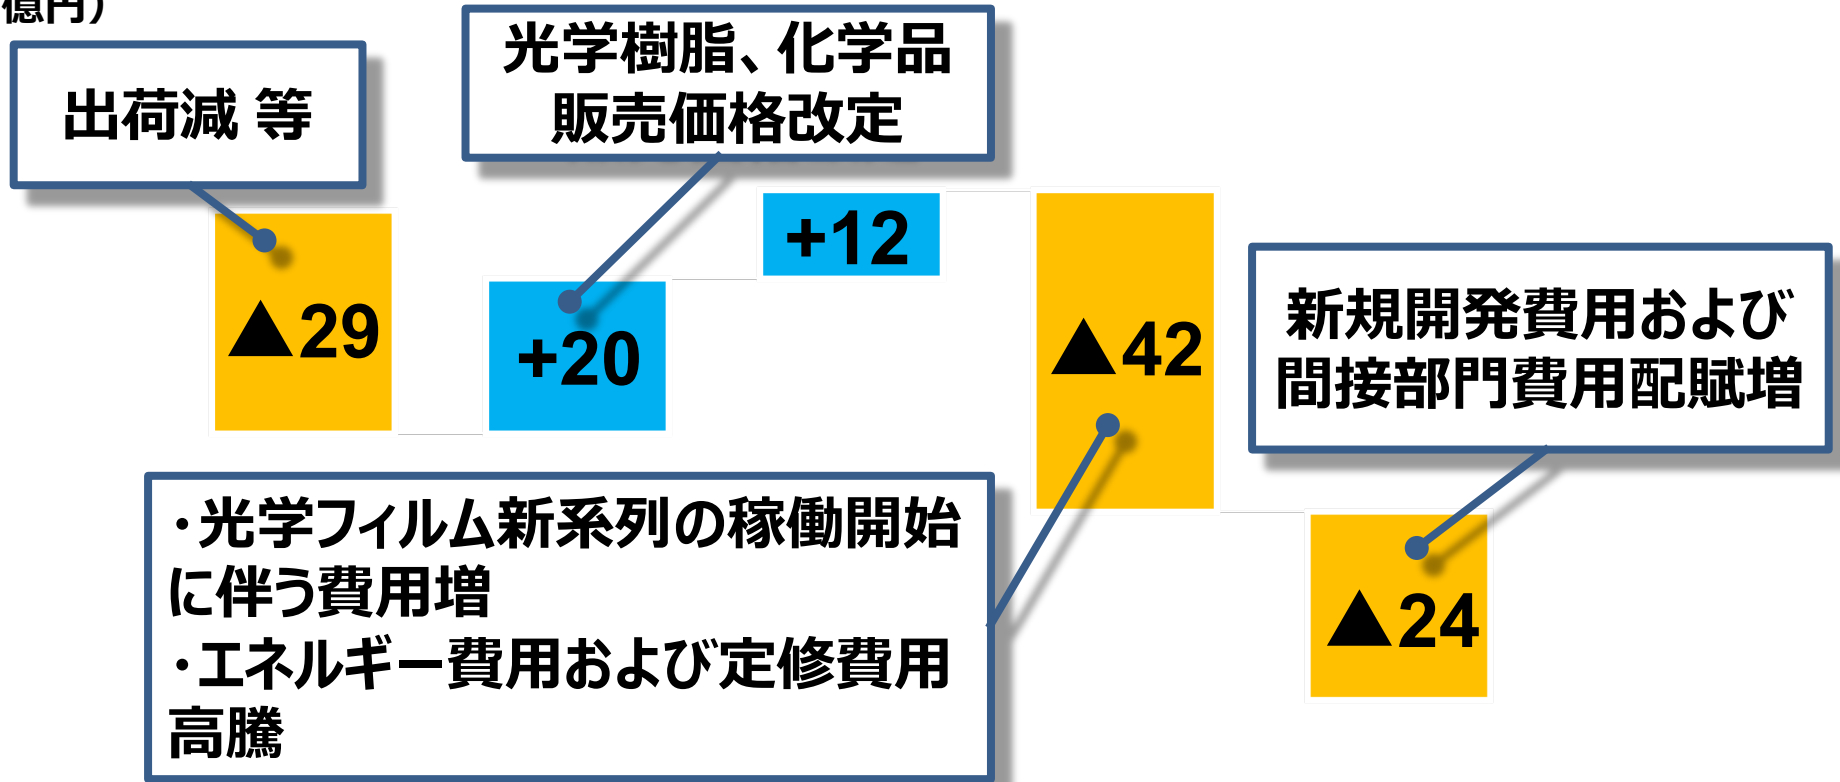 億円）
出荷減 等
光学樹脂、化学品
販売価格改定
+12
▲29
+20
▲42
新規開発費用および
間接部門費用配賦増
・光学フィルム新系列の稼働開始
に伴う費用増
・エネルギー費用および定修費用
高騰
▲24